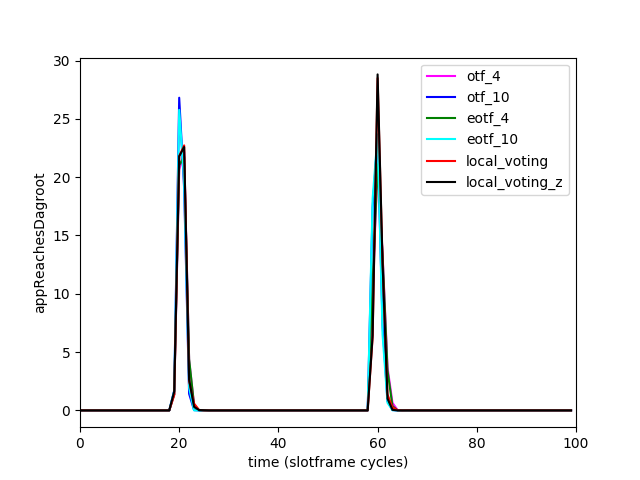 30
25
20
15
10
5
0
appReachesDagroot
otf_4
otf_10
eotf_4
eotf_10
local_voting
local_voting_z
0 20 40 60 80 100
time (slotframe cycles)